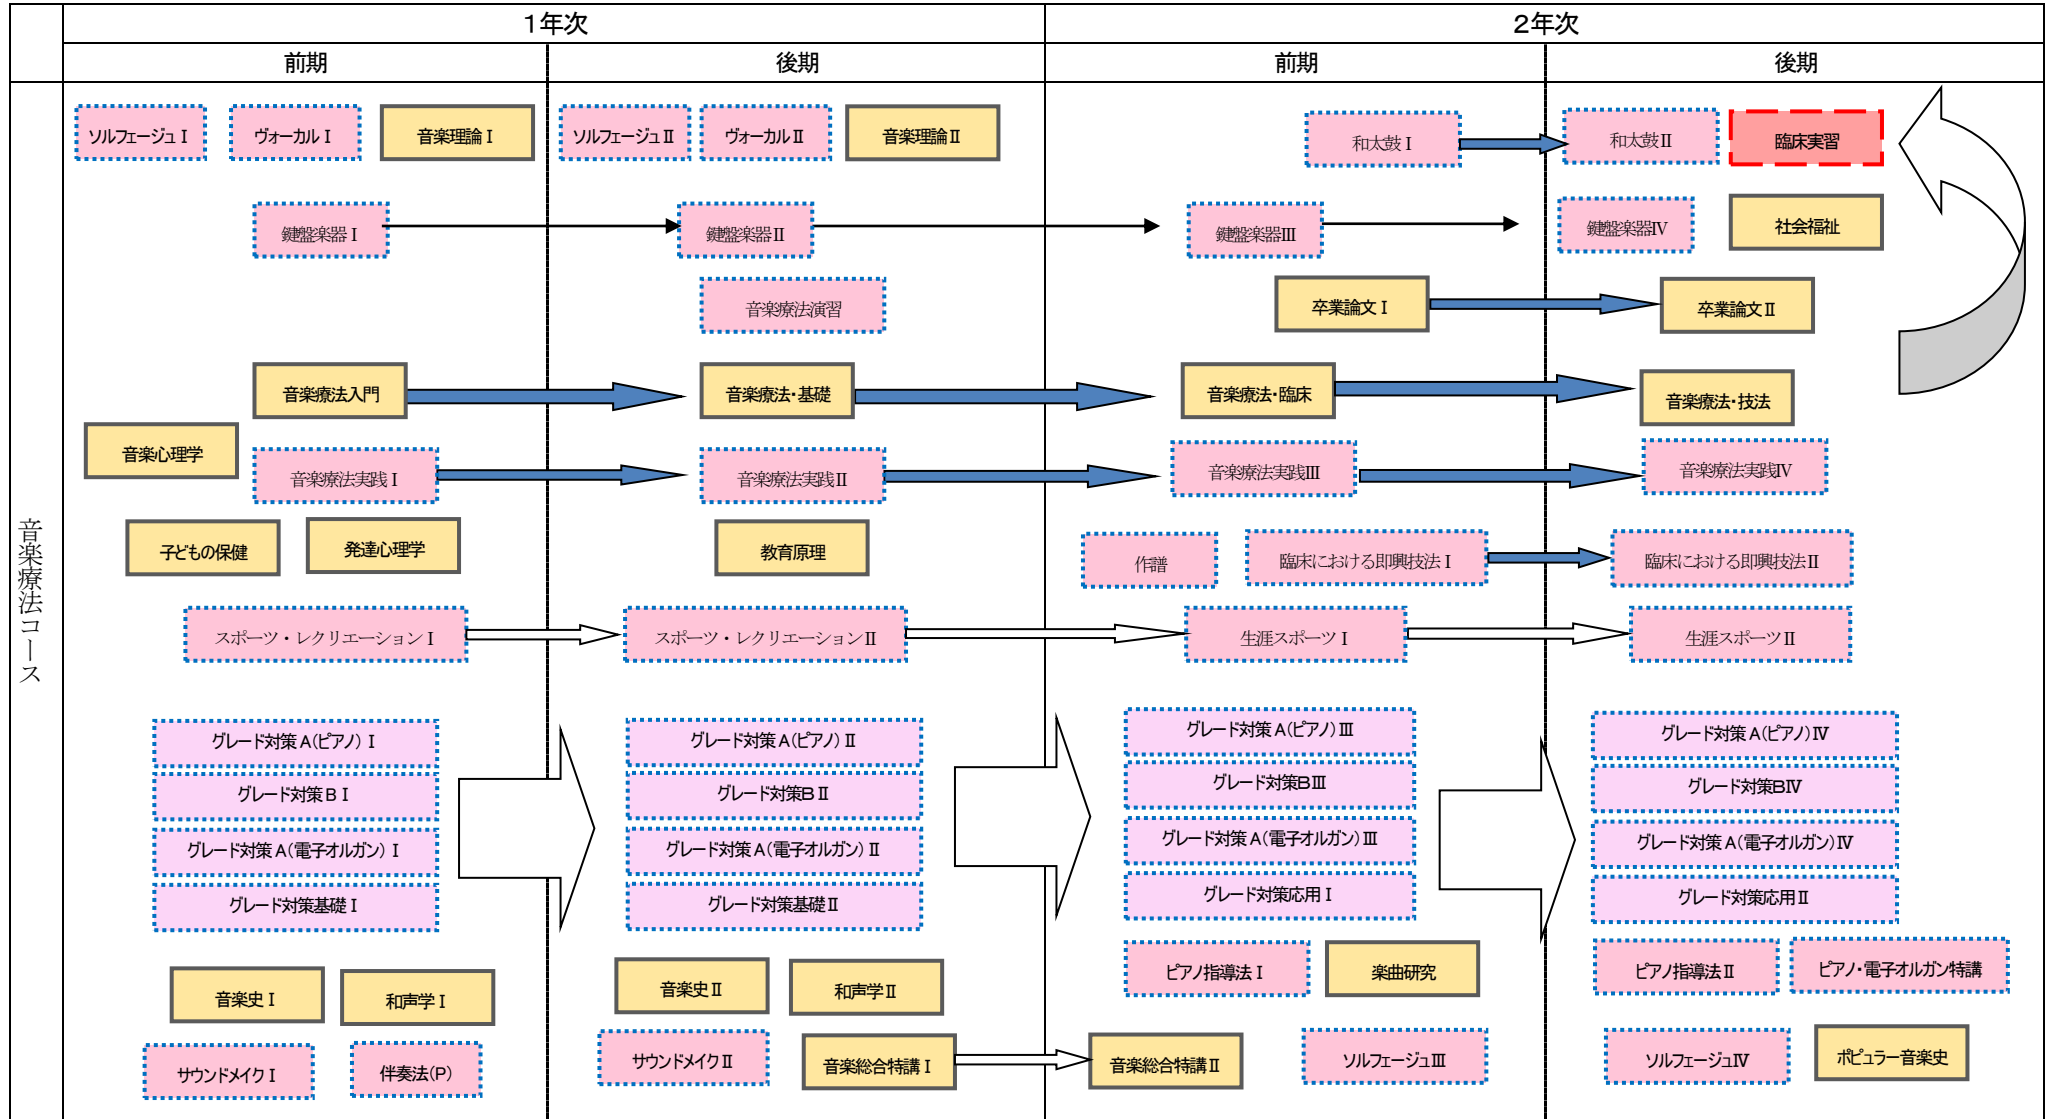 1年次
2年次
前期
後期
前期
後期
音楽療法コース
ソルフェージュⅠ
ヴォーカルⅠ
音楽理論Ⅰ
ソルフェージュⅡ
ヴォーカルⅡ
音楽理論Ⅱ
和太鼓Ⅰ
和太鼓Ⅱ
臨床実習
鍵盤楽器Ⅰ
鍵盤楽器Ⅱ
鍵盤楽器Ⅲ
鍵盤楽器Ⅳ
社会福祉
音楽療法演習
卒業論文Ⅰ
卒業論文Ⅱ
音楽療法入門
音楽療法・基礎
音楽療法・臨床
音楽療法・技法
音楽心理学
音楽療法実践Ⅰ
音楽療法実践Ⅱ
音楽療法実践Ⅲ
音楽療法実践Ⅳ
子どもの保健
発達心理学
教育原理
作譜
臨床における即興技法Ⅰ
臨床における即興技法Ⅱ
スポーツ・レクリエーションⅠ
スポーツ・レクリエーションⅡ
生涯スポーツⅠ
生涯スポーツⅡ
グレード対策A(ピアノ)Ⅰ
グレード対策A(ピアノ)Ⅱ
グレード対策A(ピアノ)Ⅲ
グレード対策A(ピアノ)Ⅳ
グレード対策BⅠ
グレード対策BⅡ
グレード対策BⅢ
グレード対策BⅣ
グレード対策A(電子オルガン)Ⅰ
グレード対策A(電子オルガン)Ⅱ
グレード対策A(電子オルガン)Ⅲ
グレード対策A(電子オルガン)Ⅳ
グレード対策基礎Ⅰ
グレード対策基礎Ⅱ
グレード対策応用Ⅰ
グレード対策応用Ⅱ
音楽史Ⅰ
和声学Ⅰ
音楽史Ⅱ
和声学Ⅱ
ピアノ指導法Ⅰ
楽曲研究
ピアノ指導法Ⅱ
ピアノ・電子オルガン特講
サウンドメイクⅠ
伴奏法(P)
サウンドメイクⅡ
音楽総合特講Ⅰ
音楽総合特講Ⅱ
ソルフェージュⅢ
ソルフェージュⅣ
ポピュラー音楽史